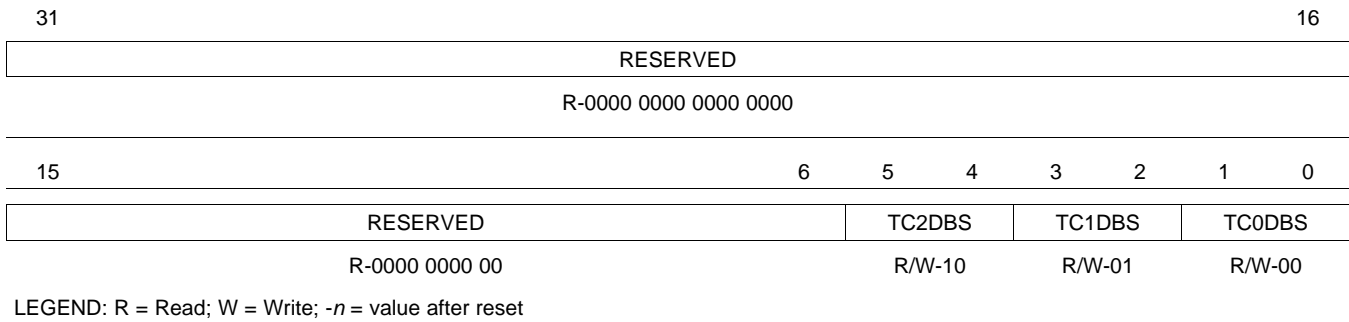 31 16
RESERVED
R-0000 0000 0000 0000
15 6 5 4 3 2 1 0
RESERVED TC2DBS TC1DBS TC0DBS
R-0000 0000 00 R/W-10 R/W-01 R/W-00
LEGEND: R = Read; W = Write; -n = value after reset